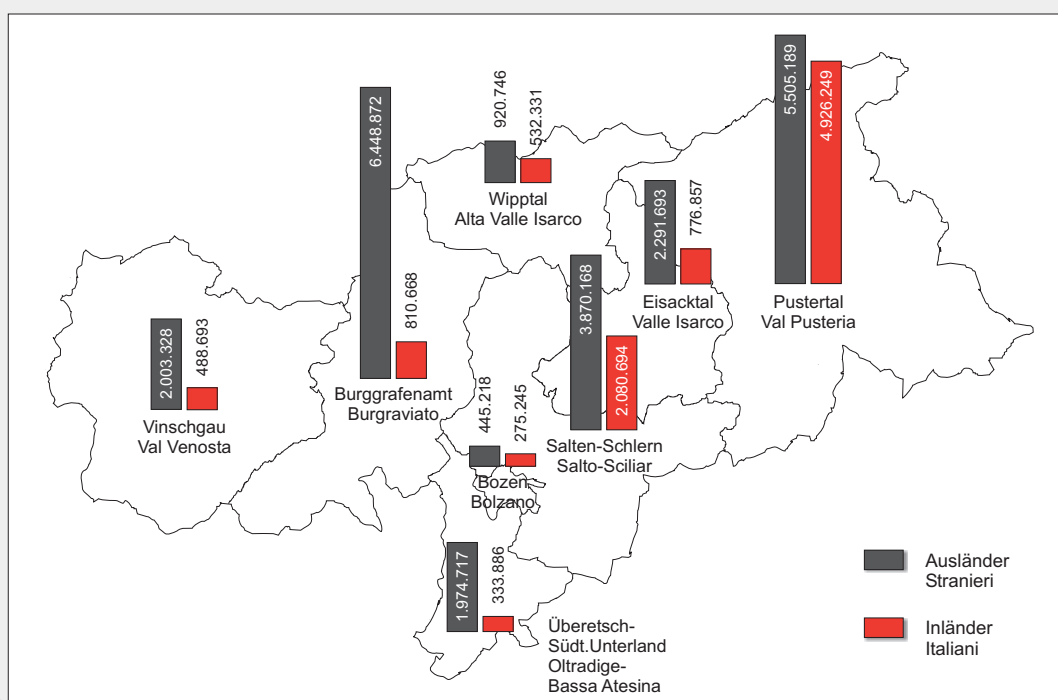 5.505.189
4.926.249
Pustertal
Val Pusteria
6.448.872
810.668
Burggrafenamt
Burgraviato
920.746
532.331
Wipptal
Alta Valle Isarco
2.291.693
776.857
Eisacktal
Valle Isarco
3.870.168
2.080.694
Salten-Schlern
Salto-Sciliar
2.003.328
488.693
Vinschgau
Val Venosta
445.218
275.245
Bozen
Bolzano
1.974.717
333.886
Überetsch-
Südt.Unterland
Oltradige-
Bassa Atesina
Ausländer
Stranieri
Inländer
Italiani